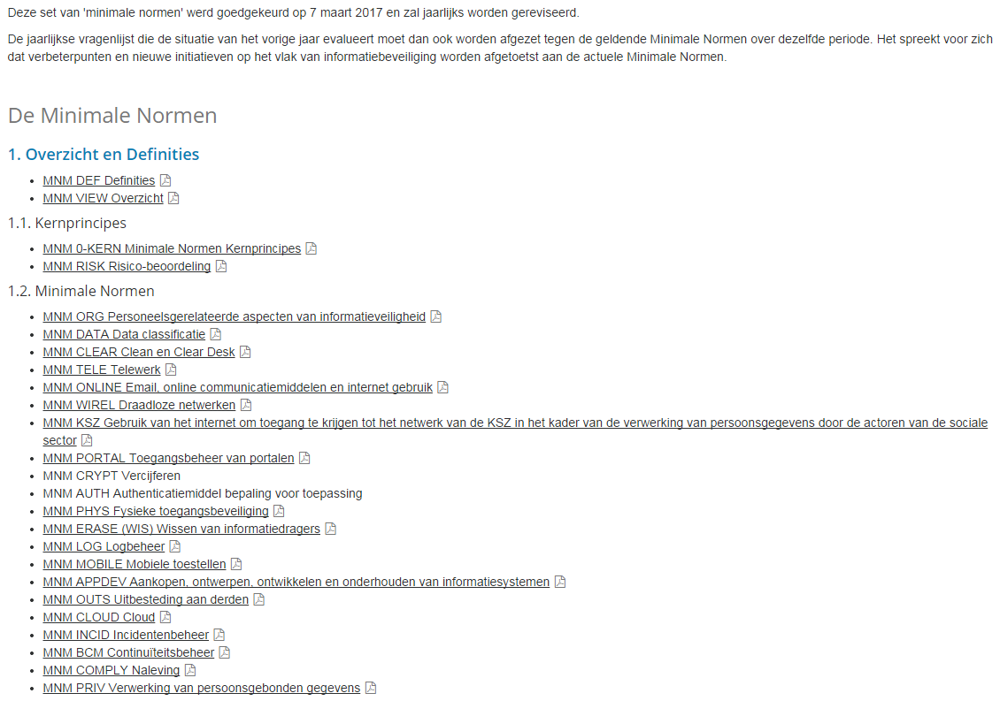 Deze set van 'minimale normen' werd goedgekeurd op 7 maart 2017 en zal jaarlijks worden gereviseerd.
De jaarlijkse vragenlijst die de situatie van het vorige jaar evalueert moet dan ook worden afgezet tegen de geldende Minimale Normen over dezelfde periode. Het spreekt voor zich
dat verbeterpunten en nieuwe initiatieven op het vlak van informatiebeveiliging worden afgetoetst aan de actuele Minimale Normen.
De Minimale Normen
1. Overzicht en Definities
• MNM DEF Definities
• MNM VIEW Overzicht
1.1. Kernprincipes
• MNM 0-KERN Minimale Normen Kernprincipes
• MNM RISK Risico-beoordeling
1.2. Minimale Normen
• MNM ORG Personeelsgerelateerde aspecten van informatieveiligheid
• MNM DATA Data classificatie
• MNM CLEAR Clean en Clear Desk
• MNM TELE Telewerk
• MNM ONLINE Email, online communicatiemiddelen en internet gebruik
• MNM WIREL Draadloze netwerken
• MNM KSZ Gebruik van het internet om toegang te krijgen tot het netwerk van de KSZ in het kader van de verwerking van persoonsgegevens door de actoren van de sociale
sector
• MNM PORTAL Toegangsbeheer van portalen
• MNM CRYPT Vercijferen
• MNM AUTH Authenticatiemiddel bepaling voor toepassing
• MNM PHYS Fysieke toegangsbeveiliging
• MNM ERASE (WIS) Wissen van informatiedragers
• MNM LOG Logbeheer
• MNM MOBILE Mobiele toestellen
• MNM APPDEV Aankopen, ontwerpen, ontwikkelen en onderhouden van informatiesystemen
• MNM OUTS Uitbesteding aan derden
• MNM CLOUD Cloud
• MNM INCID Incidentenbeheer
• MNM BCM Continuïteitsbeheer
• MNM COMPLY Naleving
• MNM PRIV Verwerking van persoonsgebonden gegevens